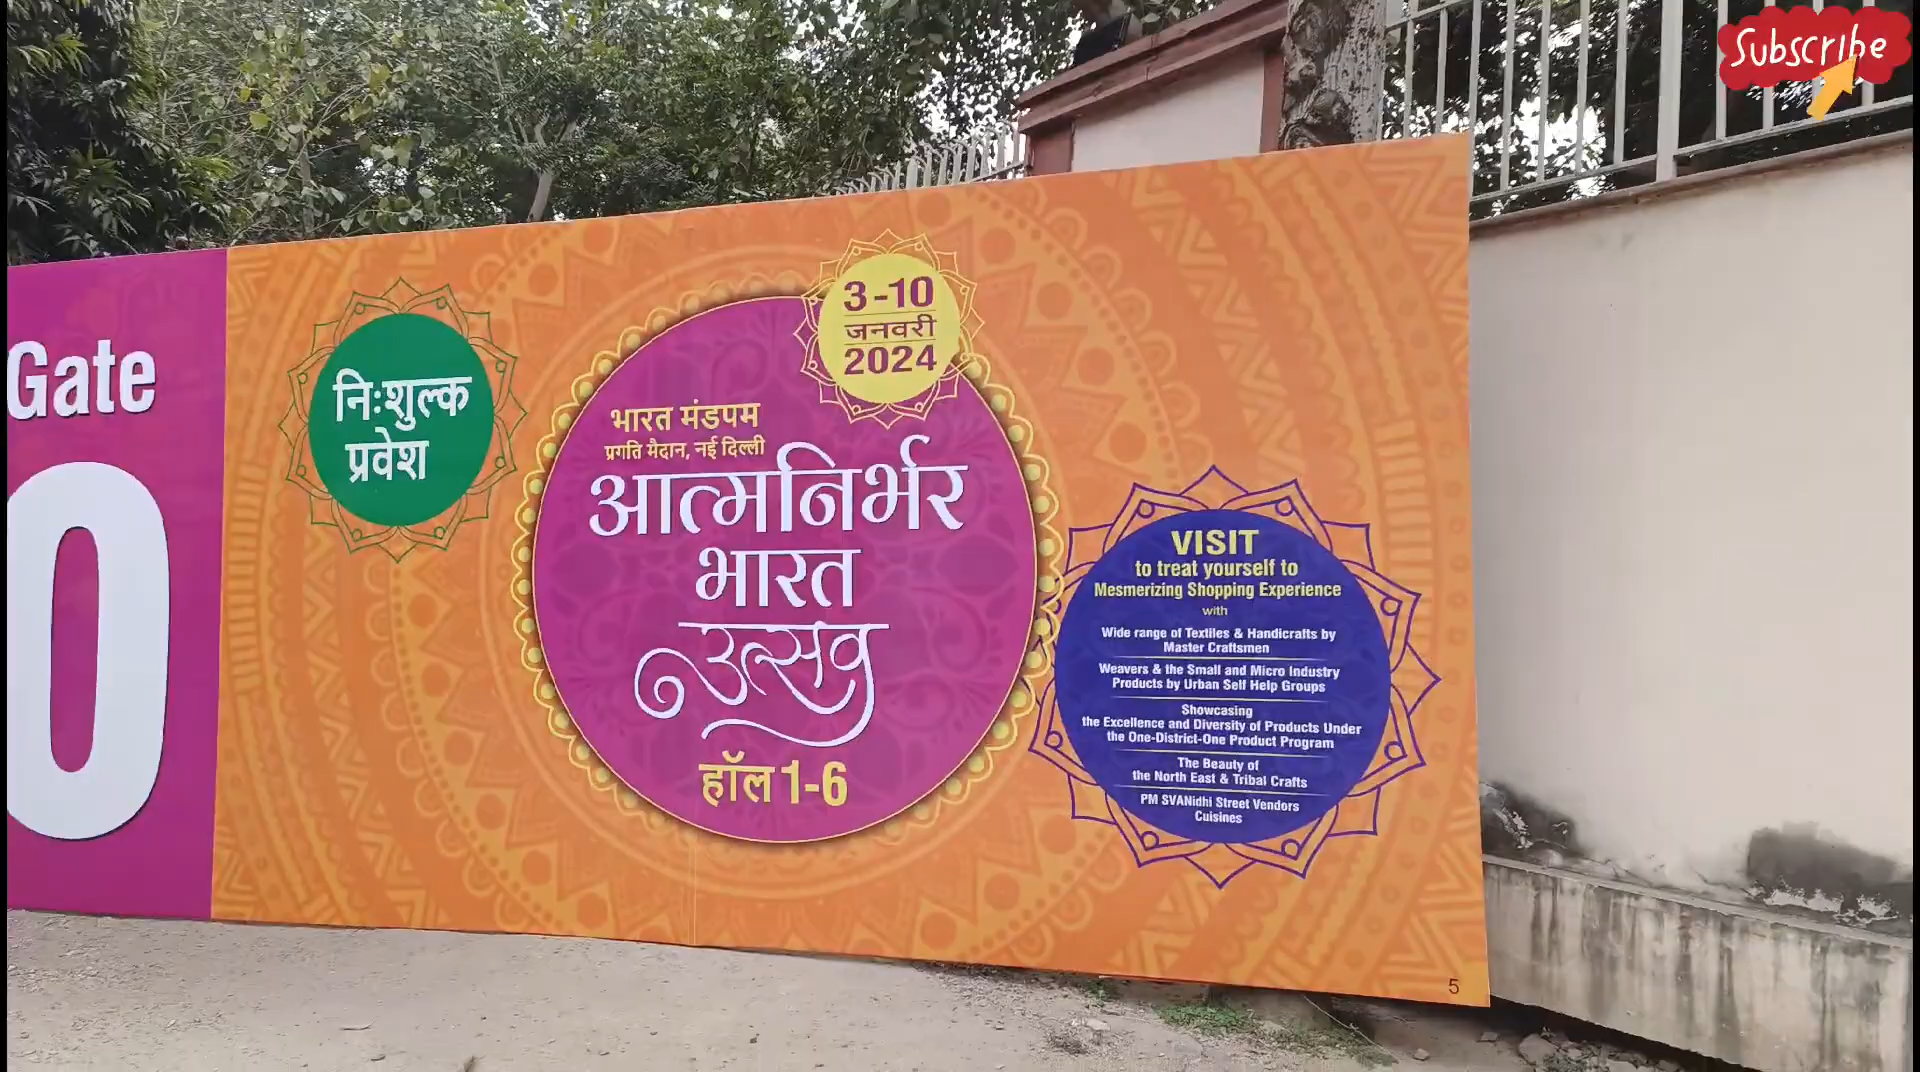 Subscribe
Gate
0
निःशुल्क
प्रवेश
3-10
जनवरी
2024
भारत मंडपम
प्रगति मैदान, नई दिल्ली
आत्मनिर्भर
भारत
उत्सव
हॉल 1-6
VISIT
to treat yourself to
Mesmerizing Shopping Experience
with
Wide range of Textiles & Handicrafts by
Master Craftsmen
Weavers & the Small and Micro Industry
Products by Urban Self Help Groups
Showcasing
the Excellence and Diversity of Products Under
the One-District-One Product Program
The Beauty of
the North East & Tribal Crafts
PM SVANidhi Street Vendors
Cuisines
5